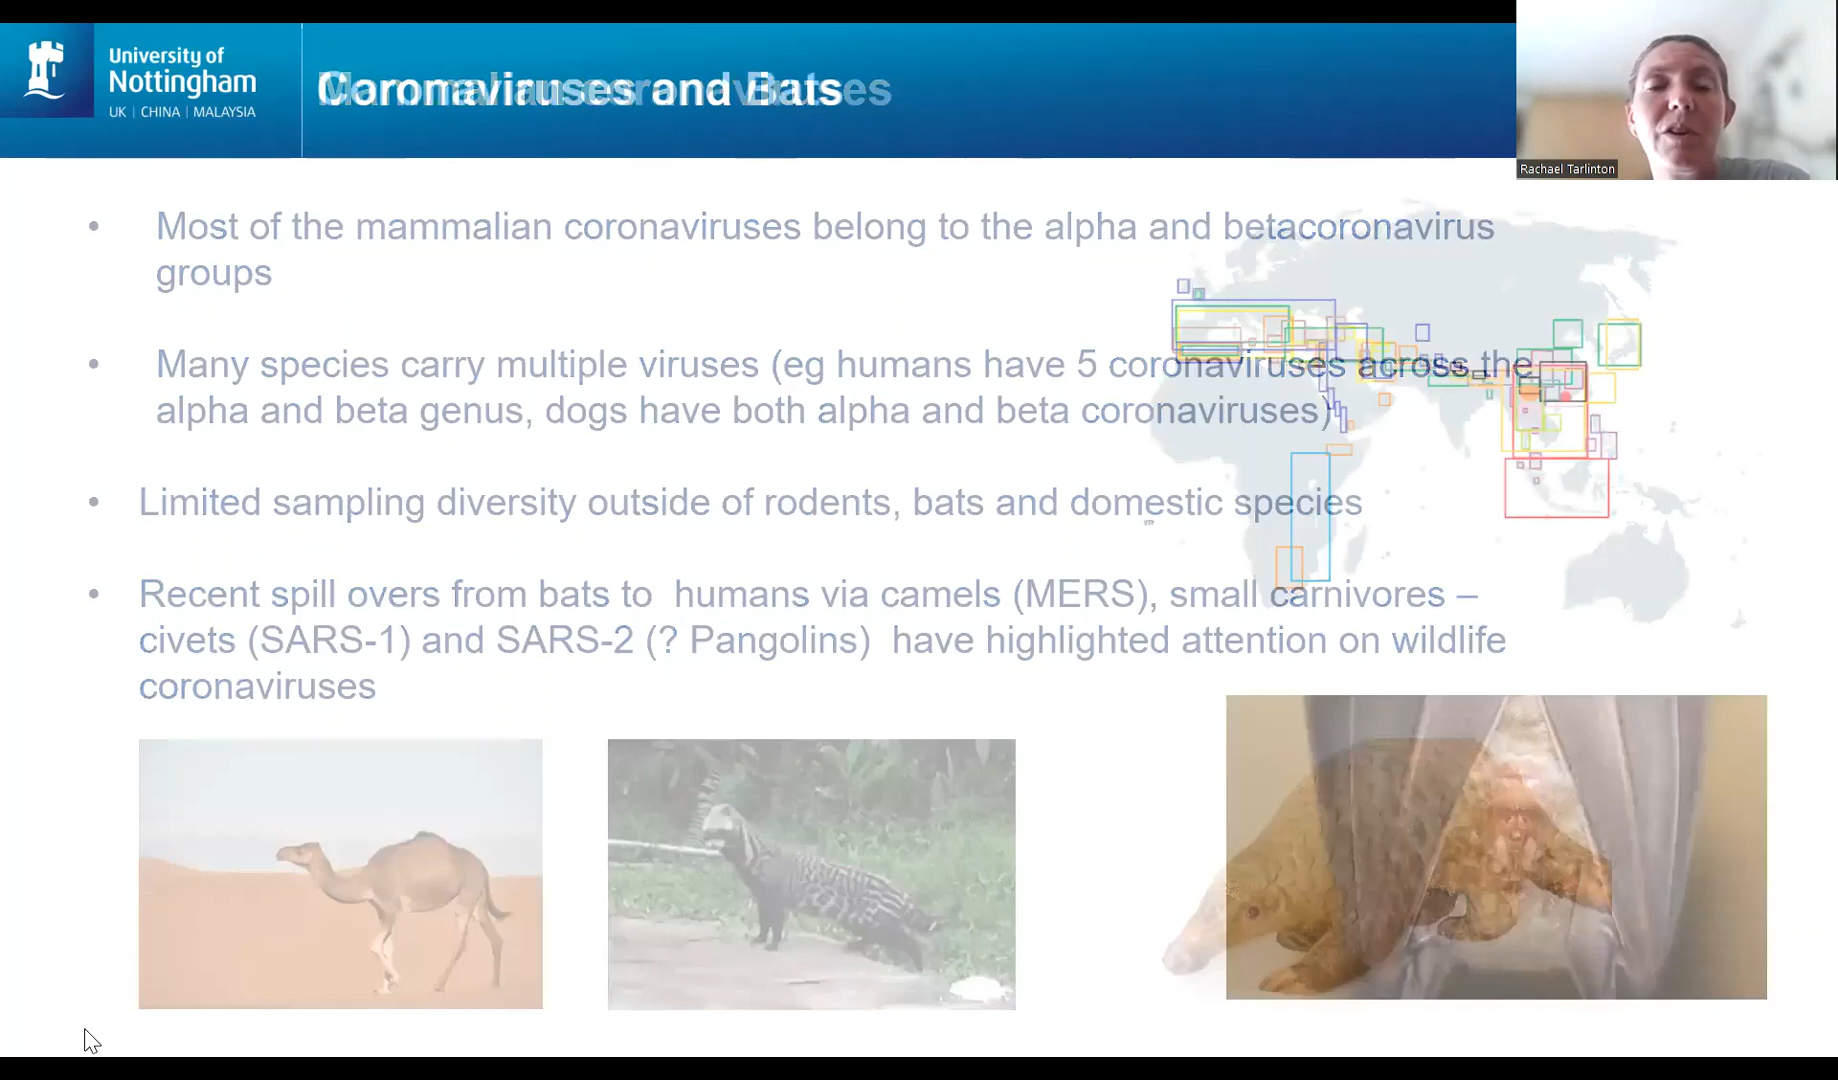 University of
Nottingham
UK | CHINA | MALAYSIA
Coronaviruses and Bats
Rachael Tarlinton
• Most of the mammalian coronaviruses belong to the alpha and betacoronavirus
groups
• Many species carry multiple viruses (eg humans have 5 coronaviruses across the
alpha and beta genus, dogs have both alpha and beta coronaviruses)
• Limited sampling diversity outside of rodents, bats and domestic species
• Recent spill overs from bats to  humans via camels (MERS), small carnivores –
civets (SARS-1) and SARS-2 (? Pangolins)  have highlighted attention on wildlife
coronaviruses